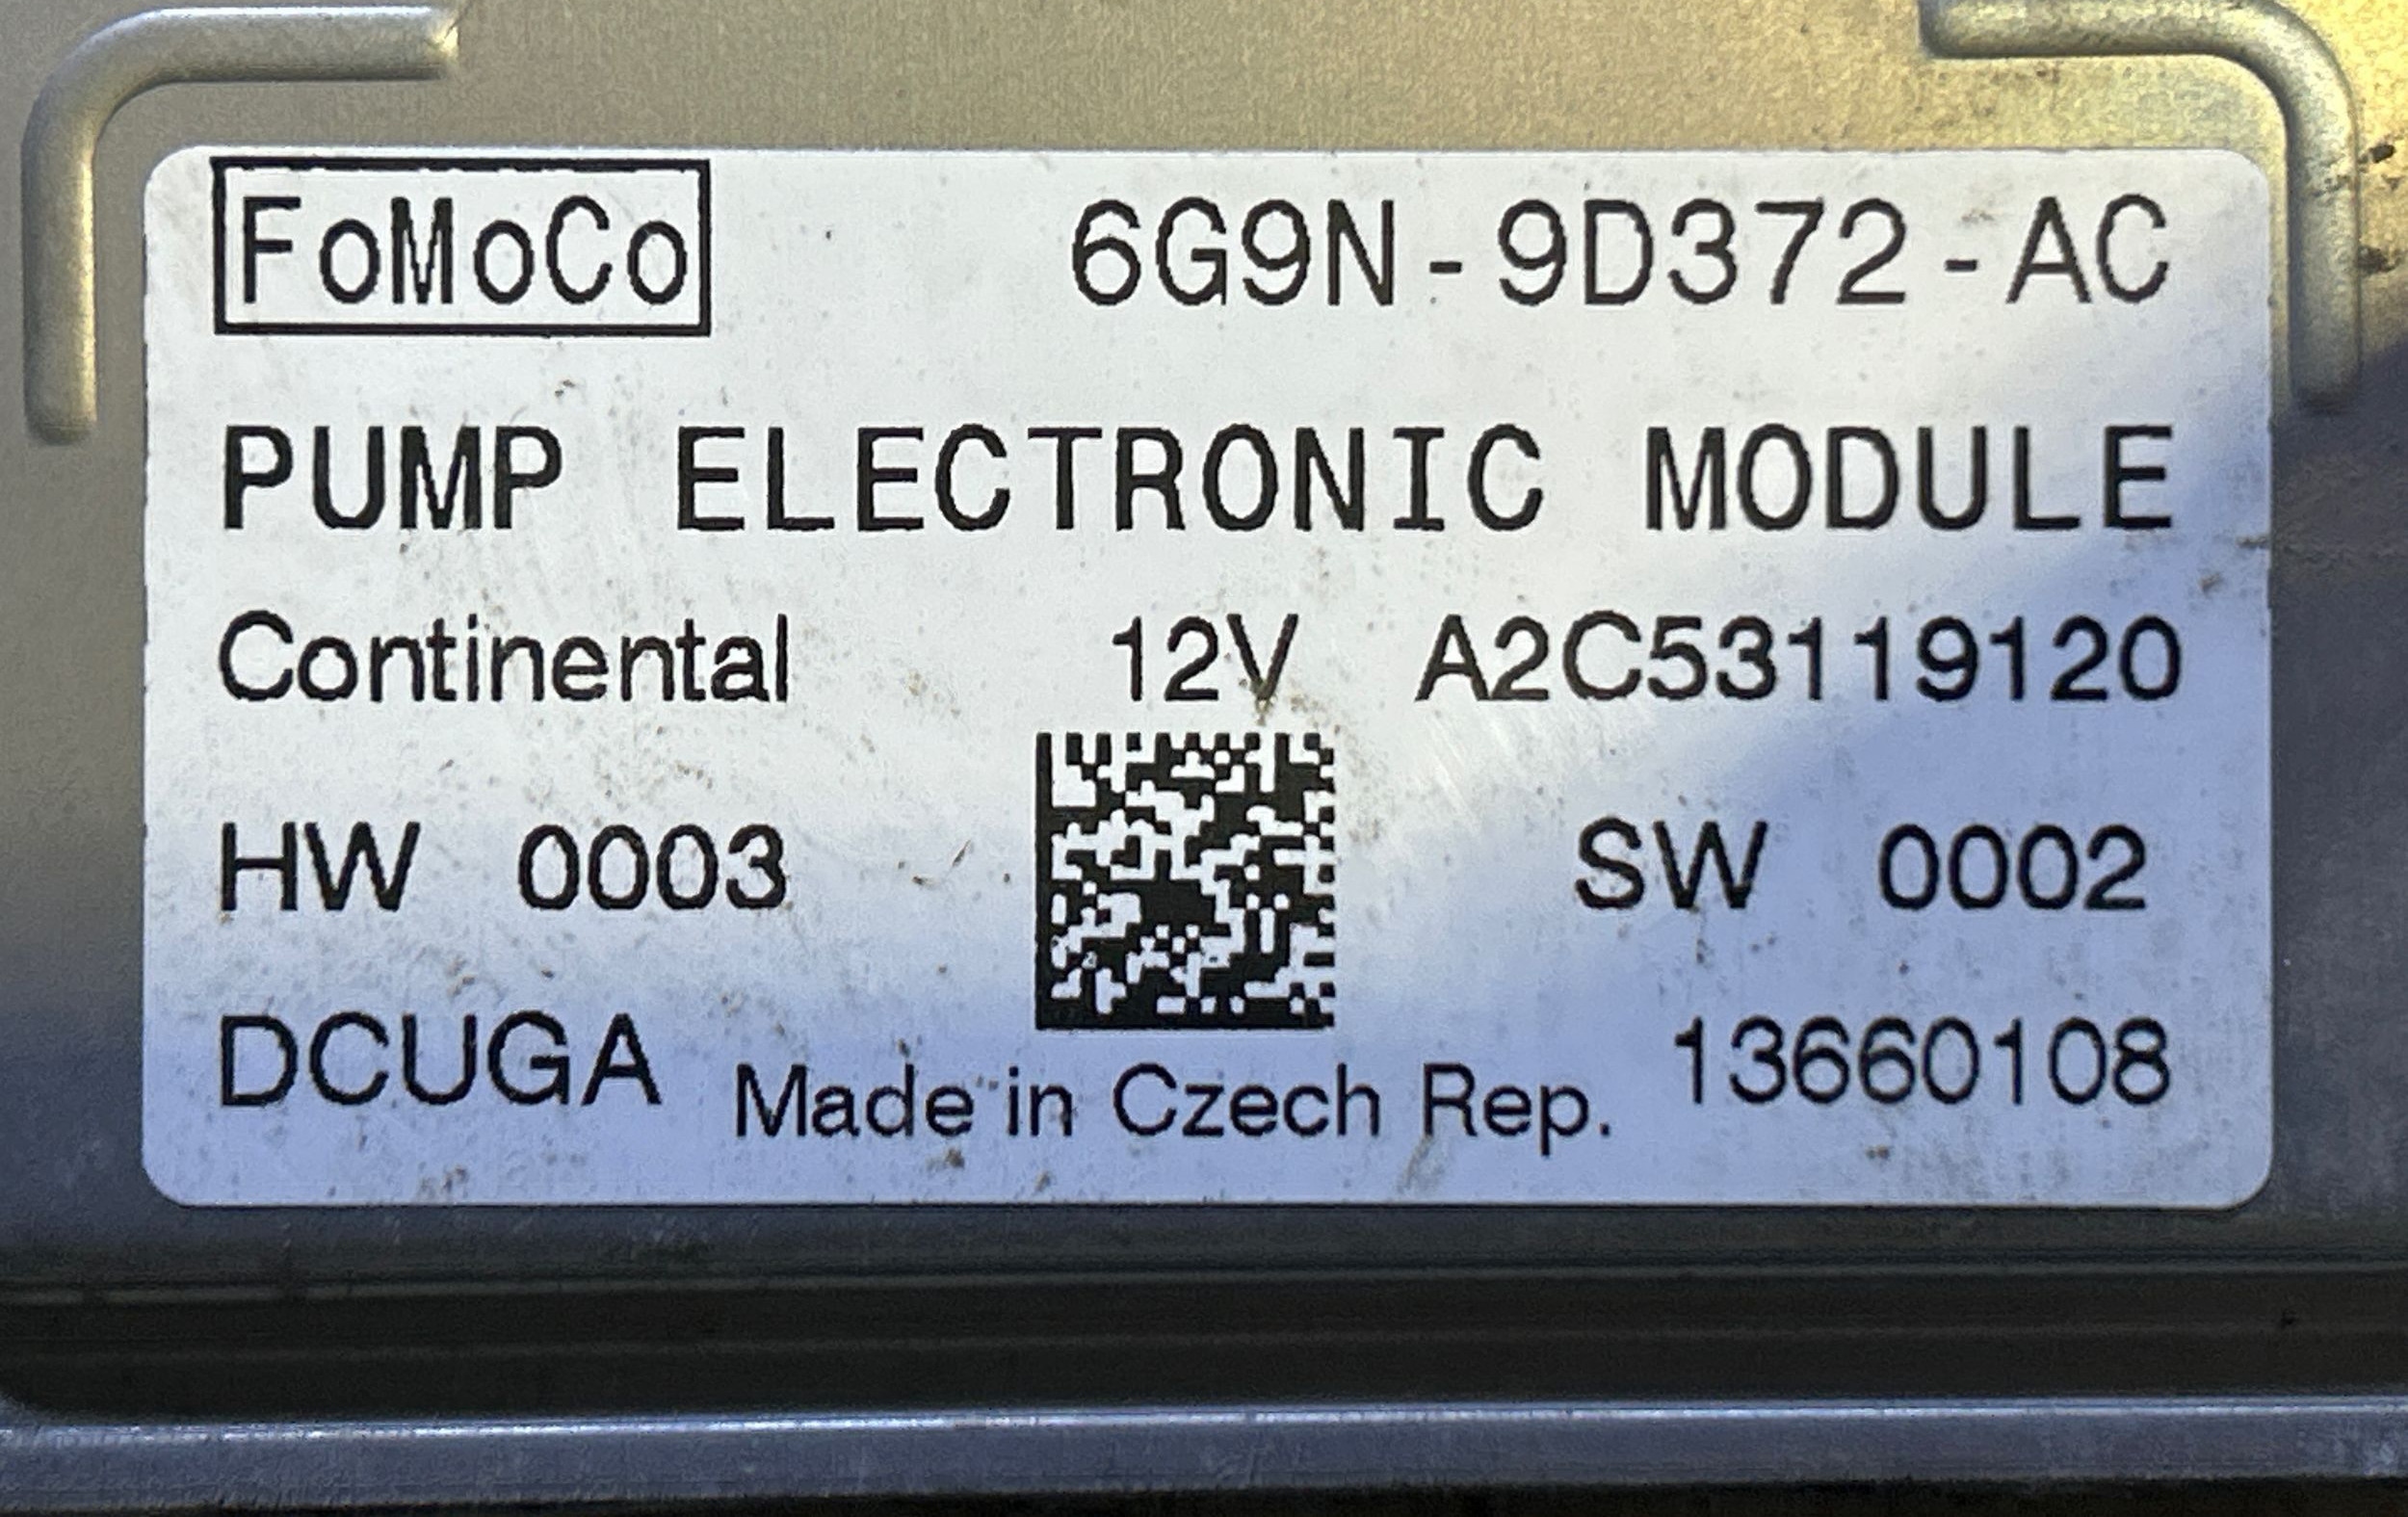 FoMoCo 6G9N-9D372-AC
PUMP ELECTRONIC MODULE
Continental 12V A2C53119120
HW 0003 SW 0002
DCUGA Made in Czech Rep. 13660108